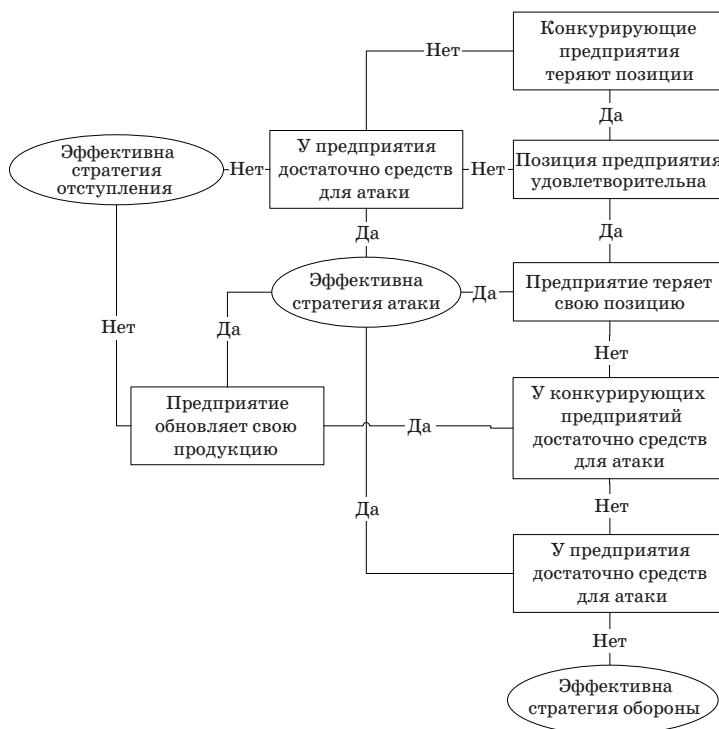 Конкурирующие
предприятия
теряют позиции
Нет
Да
Эффективна
стратегия
отступления
Нет
У предприятия
достаточно средств
для атаки
Нет
Позиция предприятия
удовлетворительна
Да
Да
Эффективна
стратегия атаки
Да
Предприятие теряет
свою позицию
Нет
Да
Нет
Предприятие
обновляет свою
продукцию
Да
У конкурирующих
предприятий
достаточно средств
для атаки
Да
Нет
У предприятия
достаточно средств
для атаки
Нет
Эффективна
стратегия обороны